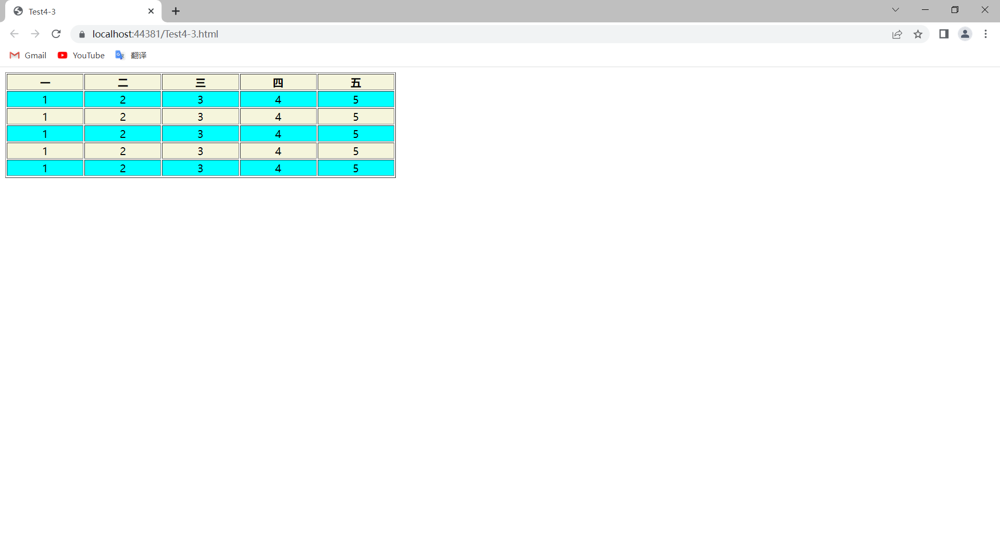 Test4-3
localhost:44381/Test4-3.html
Gmail YouTube 翻译
一 二 三 四 五
1 2 3 4 5
1 2 3 4 5
1 2 3 4 5
1 2 3 4 5
1 2 3 4 5